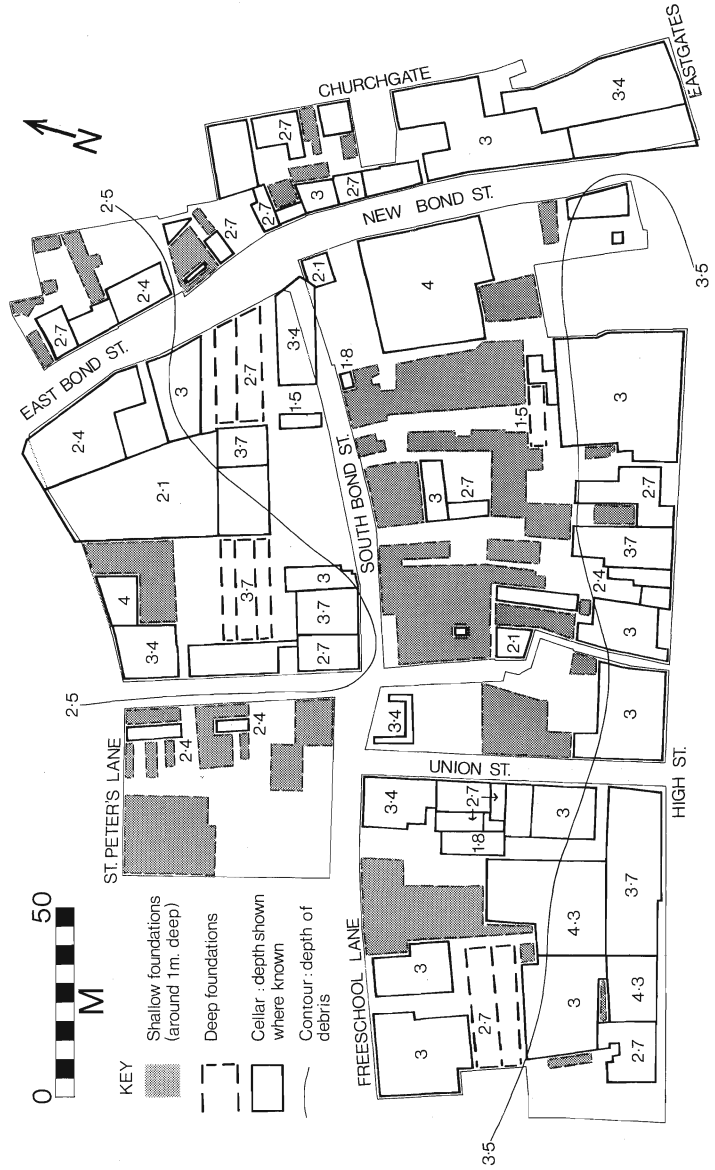 N
CHURCHGATE
EASTGATES
NEW BOND ST.
EAST BOND ST.
SOUTH BOND ST.
ST. PETER'S LANE
UNION ST.
HIGH ST.
FREESCHOOL LANE
0
50
M
KEY
Shallow foundations
(around 1m. deep)
Deep foundations
Cellar : depth shown
where known
Contour : depth of
debris
2·5
2·5
3·5
3·5
2·7
2·4
2·7
2·7
2·7
3
2·7
3
3·4
2·4
3
2·7
3·4
2·1
1·5
2·1
3·7
4
3·4
3·7
3
3·7
2·7
2·4
2·4
4
1·8
3
2·7
1·5
3
2·7
3·7
2·4
3
2·1
3·4
3
3·4
2·7
1·8
3
4·3
3·7
3
3
2·7
3
4·3
2·7